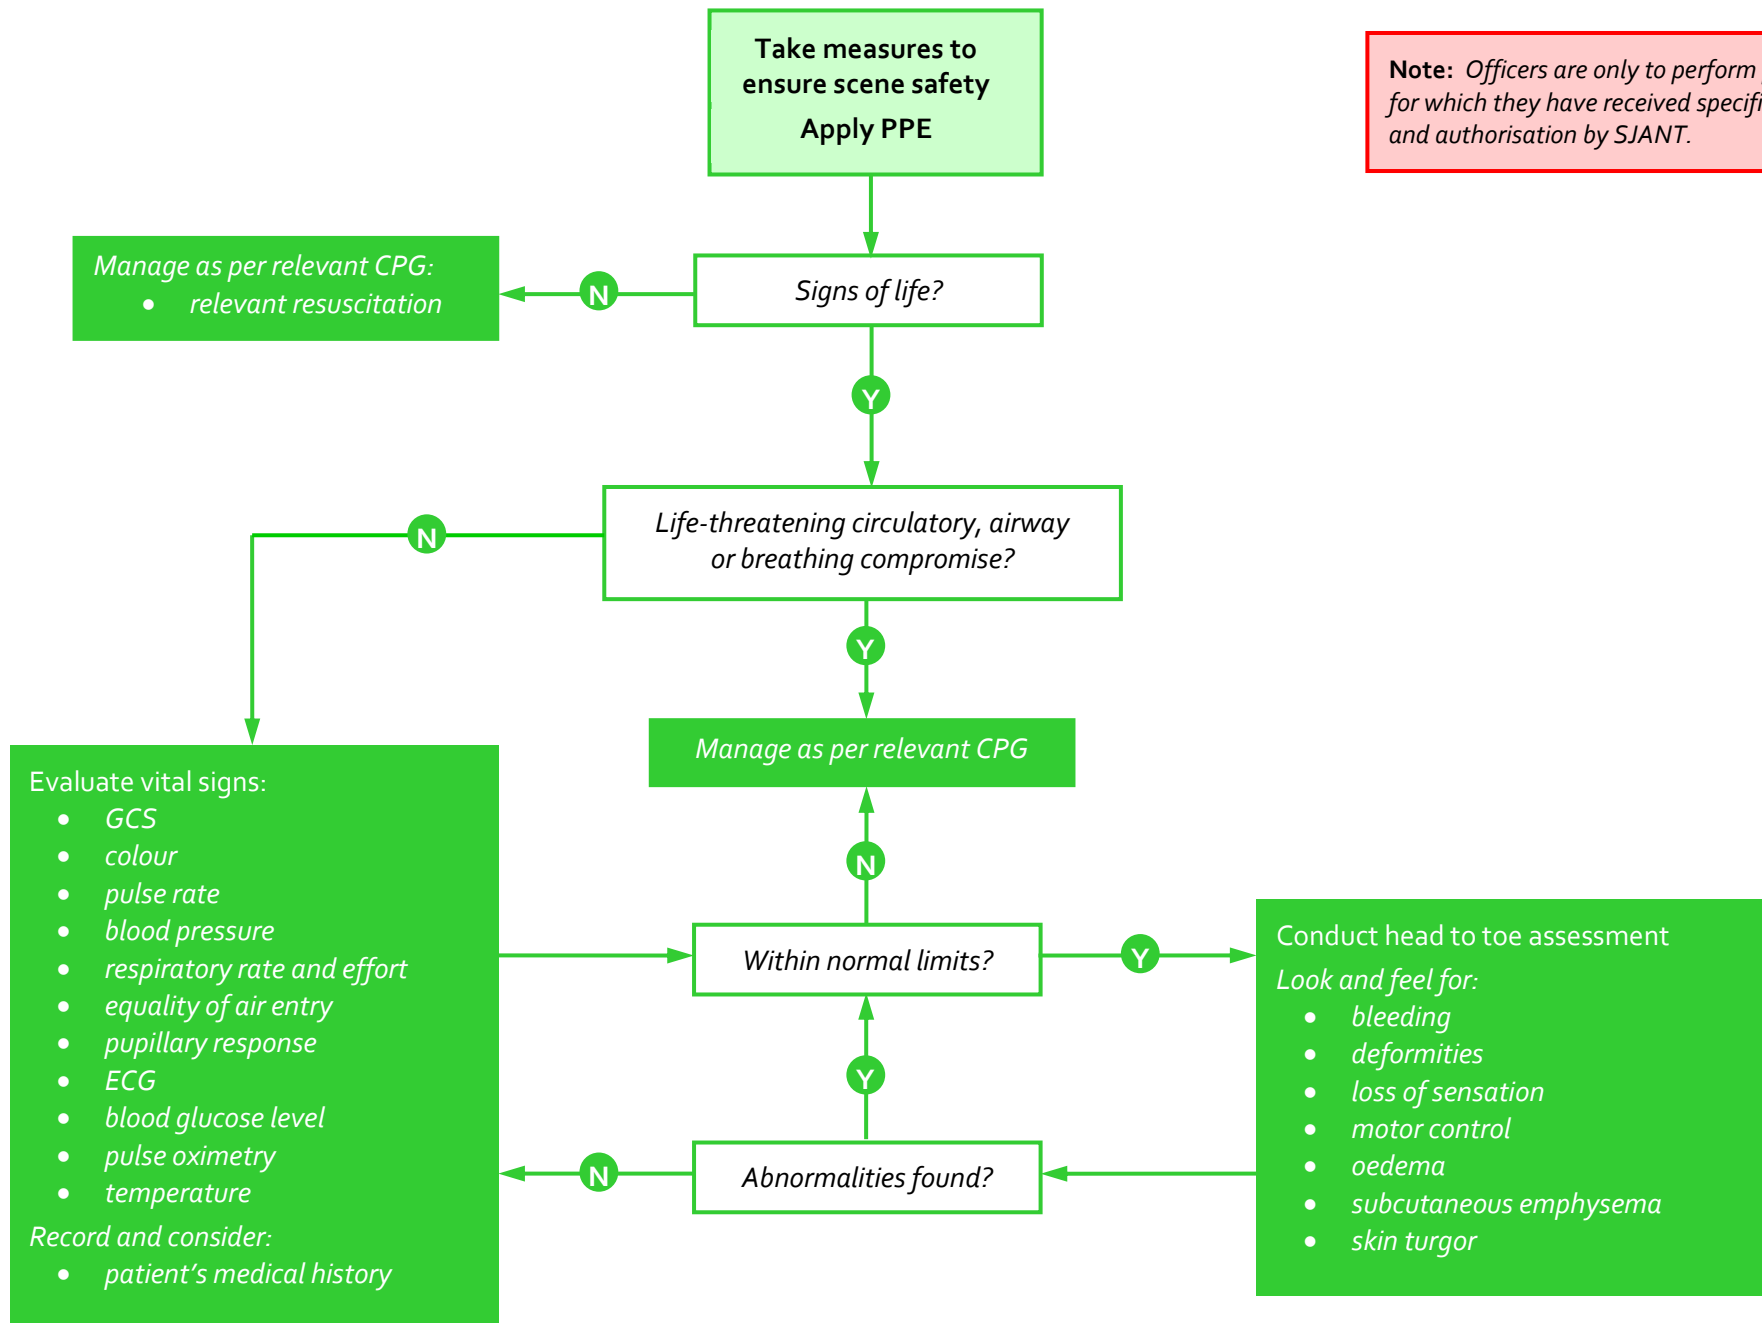 Take measures to
ensure scene safety
Apply PPE
Note: Officers are only to perform
for which they have received
and authorisation by SJANT.
Manage as per relevant CPG:
• relevant resuscitation
N
Signs of life?
Y
N
Life-threatening circulatory, airway
or breathing compromise?
Y
Manage as per relevant CPG
Evaluate vital signs:
• GCS
• colour
• pulse rate
• blood pressure
• respiratory rate and effort
• equality of air entry
• pupillary response
• ECG
• blood glucose level
• pulse oximetry
• temperature
Record and consider:
• patient's medical history
N
Within normal limits?
Y
Y
N
Abnormalities found?
Conduct head to toe assessment
Look and feel for:
• bleeding
• deformities
• loss of sensation
• motor control
• oedema
• subcutaneous emphysema
• skin turgor